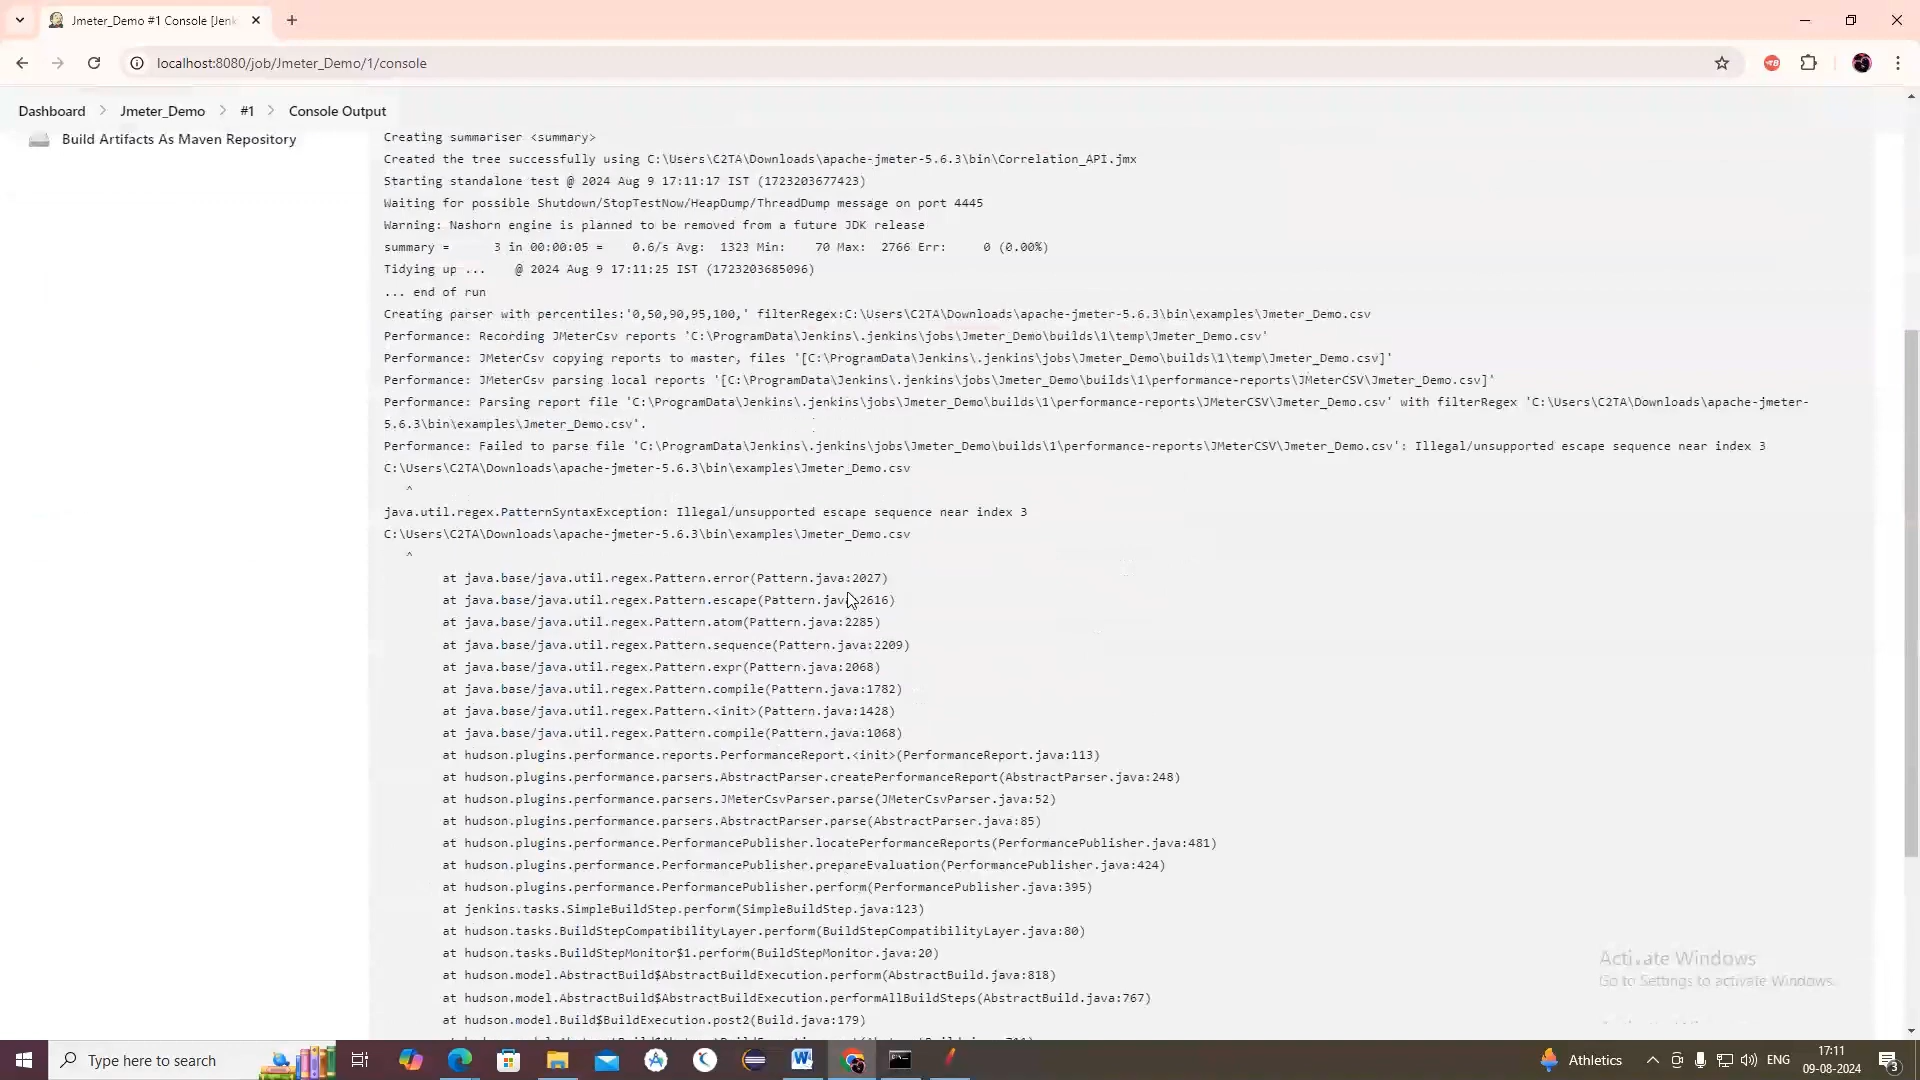 Jmeter_Demo #1 Console [Jenk
localhost:8080/job/Jmeter_Demo/1/console
Dashboard
Jmeter_Demo
#1
Console Output
Build Artifacts As Maven Repository
Creating summariser <summary>
Created the tree successfully using C:\Users\C2TA\Downloads\apache-jmeter-5.6.3\bin\Correlation_API.jmx
Starting standalone test @ 2024 Aug 9 17:11:17 IST (1723203677423)
Waiting for possible Shutdown/StopTestNow/HeapDump/ThreadDump message on port 4445
Warning: Nashorn engine is planned to be removed from a future JDK release
summary =      3 in 00:00:05 =    0.6/s Avg:  1323 Min:    70 Max:  2766 Err:     0 (0.00%)
Tidying up ...    @ 2024 Aug 9 17:11:25 IST (1723203685096)
... end of run
Creating parser with percentiles:'0,50,90,95,100,' filterRegex:C:\Users\C2TA\Downloads\apache-jmeter-5.6.3\bin\examples\Jmeter_Demo.csv
Performance: Recording JMeterCsv reports 'C:\ProgramData\Jenkins\.jenkins\jobs\Jmeter_Demo\builds\1\temp\Jmeter_Demo.csv'
Performance: JMeterCsv copying reports to master, files '[C:\ProgramData\Jenkins\.jenkins\jobs\Jmeter_Demo\builds\1\temp\Jmeter_Demo.csv]'
Performance: JMeterCsv parsing local reports '[C:\ProgramData\Jenkins\.jenkins\jobs\Jmeter_Demo\builds\1\performance-reports\JMeterCSV\Jmeter_Demo.csv]'
Performance: Parsing report file 'C:\ProgramData\Jenkins\.jenkins\jobs\Jmeter_Demo\builds\1\performance-reports\JMeterCSV\Jmeter_Demo.csv' with filterRegex 'C:\Users\C2TA\Downloads\apache-jmeter-
5.6.3\bin\examples\Jmeter_Demo.csv'.
Performance: Failed to parse file 'C:\ProgramData\Jenkins\.jenkins\jobs\Jmeter_Demo\builds\1\performance-reports\JMeterCSV\Jmeter_Demo.csv': Illegal/unsupported escape sequence near index 3
C:\Users\C2TA\Downloads\apache-jmeter-5.6.3\bin\examples\Jmeter_Demo.csv
^
java.util.regex.PatternSyntaxException: Illegal/unsupported escape sequence near index 3
C:\Users\C2TA\Downloads\apache-jmeter-5.6.3\bin\examples\Jmeter_Demo.csv
^
at java.base/java.util.regex.Pattern.error(Pattern.java:2027)
at java.base/java.util.regex.Pattern.escape(Pattern.java:2616)
at java.base/java.util.regex.Pattern.atom(Pattern.java:2285)
at java.base/java.util.regex.Pattern.sequence(Pattern.java:2209)
at java.base/java.util.regex.Pattern.expr(Pattern.java:2068)
at java.base/java.util.regex.Pattern.compile(Pattern.java:1782)
at java.base/java.util.regex.Pattern.<init>(Pattern.java:1428)
at java.base/java.util.regex.Pattern.compile(Pattern.java:1068)
at hudson.plugins.performance.reports.PerformanceReport.<init>(PerformanceReport.java:113)
at hudson.plugins.performance.parsers.AbstractParser.createPerformanceReport(AbstractParser.java:248)
at hudson.plugins.performance.parsers.JMeterCsvParser.parse(JMeterCsvParser.java:52)
at hudson.plugins.performance.parsers.AbstractParser.parse(AbstractParser.java:85)
at hudson.plugins.performance.PerformancePublisher.locatePerformanceReports(PerformancePublisher.java:481)
at hudson.plugins.performance.PerformancePublisher.prepareEvaluation(PerformancePublisher.java:424)
at hudson.plugins.performance.PerformancePublisher.perform(PerformancePublisher.java:395)
at jenkins.tasks.SimpleBuildStep.perform(SimpleBuildStep.java:123)
at hudson.tasks.BuildStepCompatibilityLayer.perform(BuildStepCompatibilityLayer.java:80)
at hudson.tasks.BuildStepMonitor$1.perform(BuildStepMonitor.java:20)
at hudson.model.AbstractBuild$AbstractBuildExecution.perform(AbstractBuild.java:818)
at hudson.model.AbstractBuild$AbstractBuildExecution.performAllBuildSteps(AbstractBuild.java:767)
at hudson.model.Build$BuildExecution.post2(Build.java:179)
Activate Windows
Go to Settings to activate Windows.
Type here to search
Athletics
ENG
17:11
09-08-2024
3